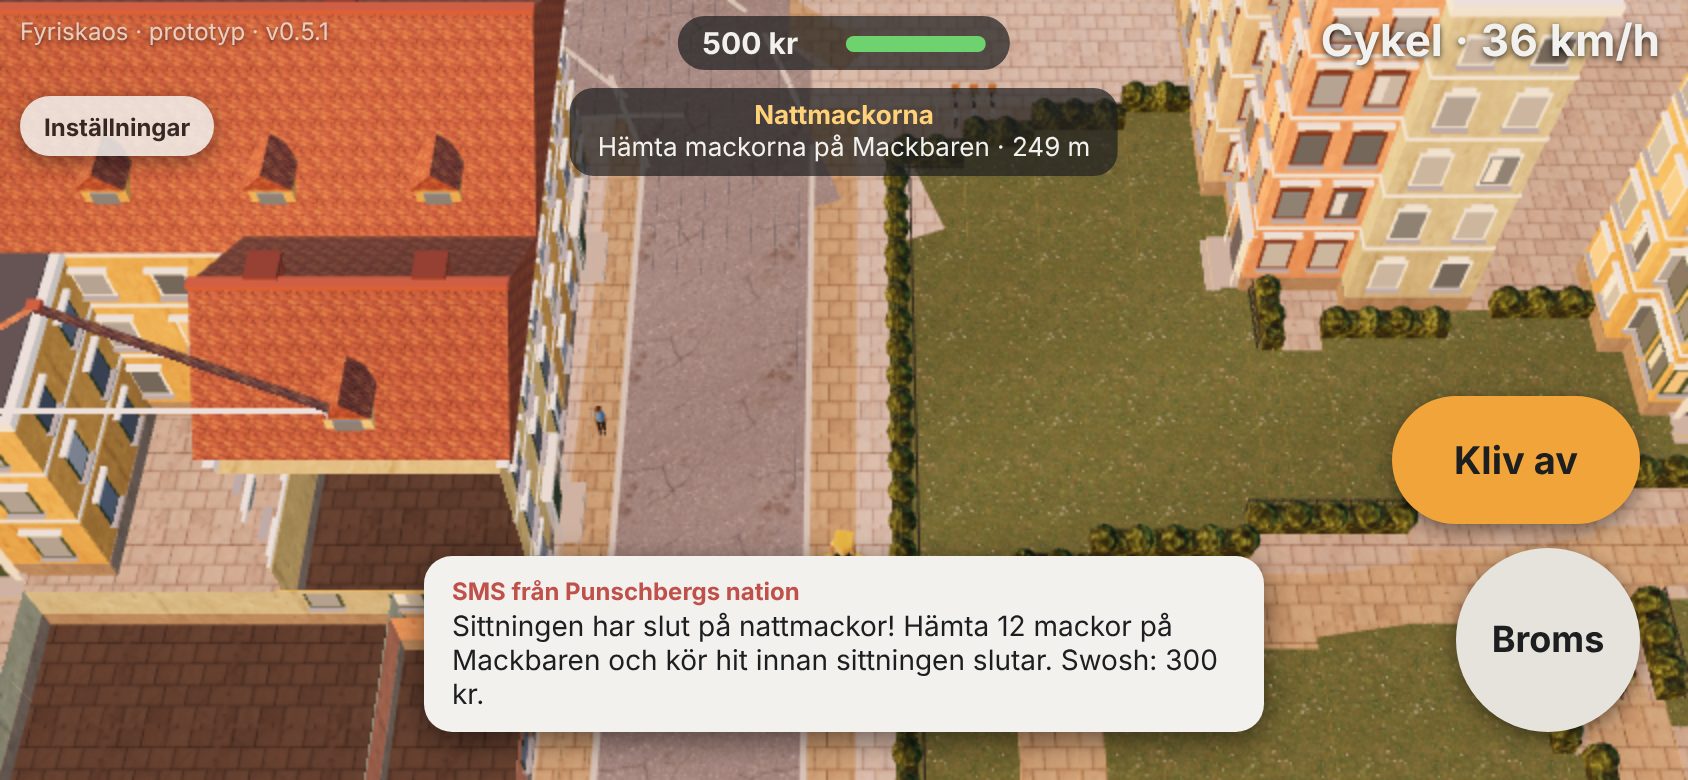 Fyriskaos · prototyp · v0.5.1
500 kr
Cykel · 36 km/h
Inställningar
Nattmackorna
Hämta mackorna på Mackbaren · 249 m
Kliv av
SMS från Punschbergs nation
Sittningen har slut på nattmackor! Hämta 12 mackor på
Mackbaren och kör hit innan sittningen slutar. Swosh: 300
kr.
Broms